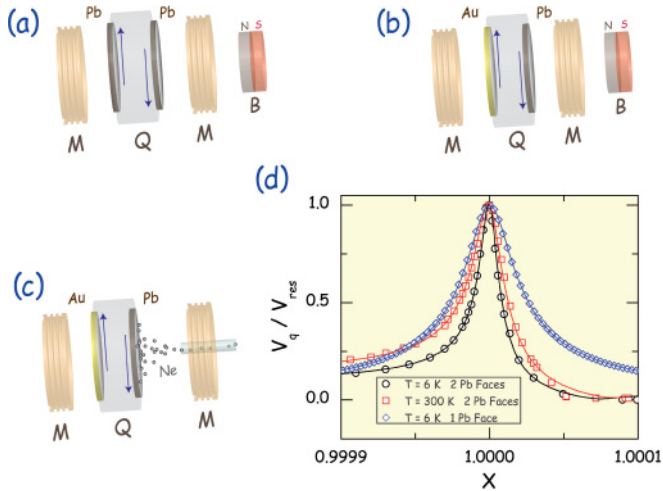 (a)
Pb Pb
N S
M Q M B
(b)
Au Pb
N S
M Q M B
(c)
Au Pb
Ne
M Q M
(d)
1.0
0.5
0.0
V_q / V_res
T = 6 K 2 Pb Faces
T = 300 K 2 Pb Faces
T = 6 K 1 Pb Face
0.9999 1.0000 1.0001
X